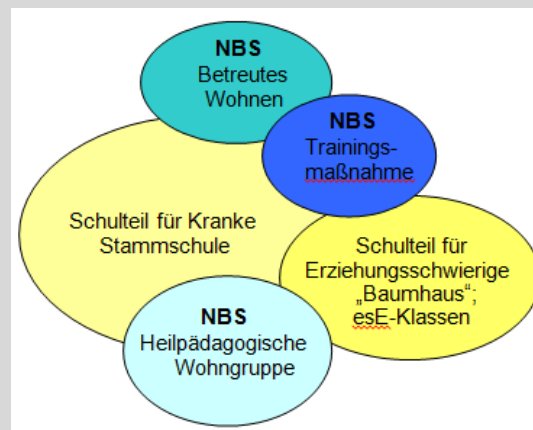 NBS
Betreutes
Wohnen
NBS
Trainings-
maßnahme
Schulteil für Kranke
Stammschule
Schulteil für
Erziehungsschwierige
„Baumhaus“;
esE-Klassen
NBS
Heilpädagogische
Wohngruppe